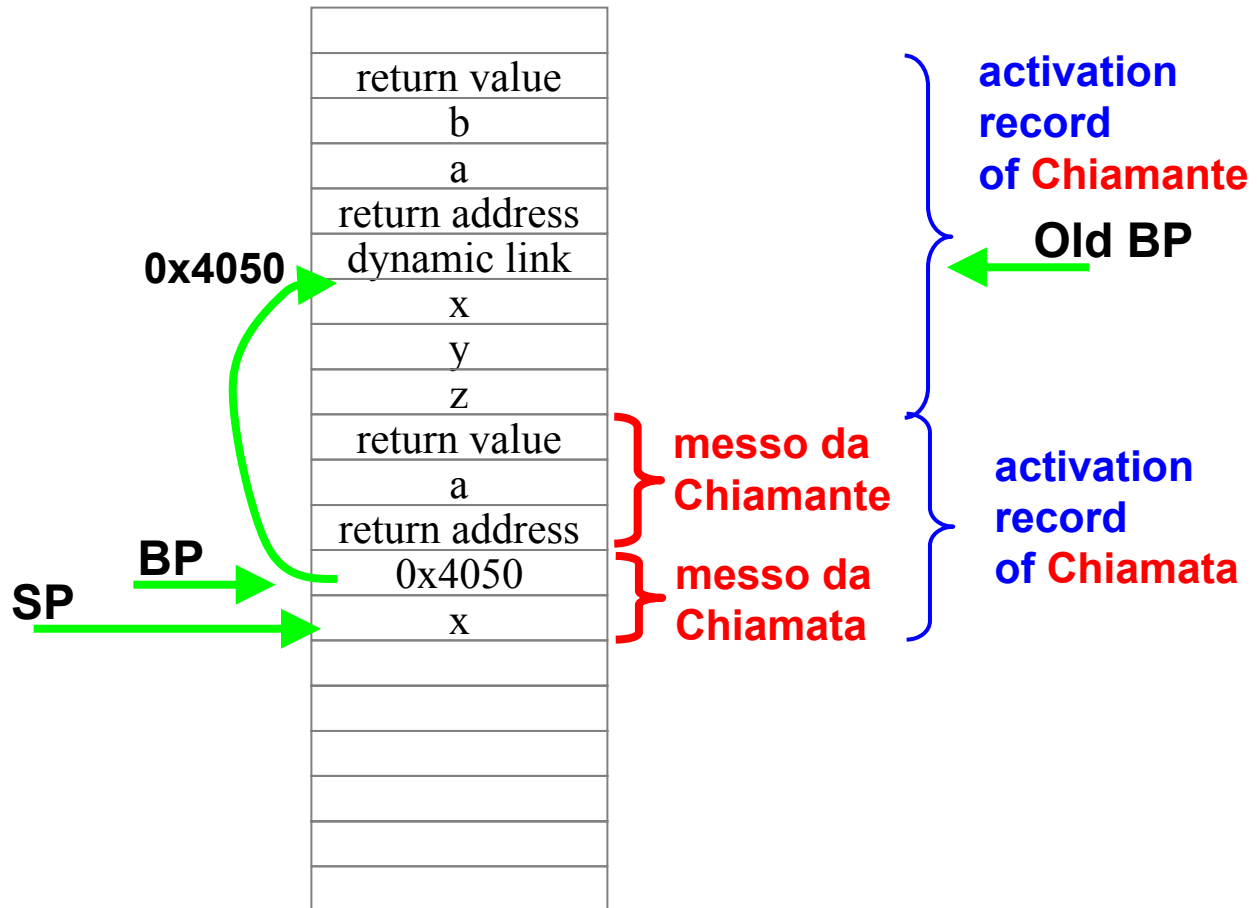 return value
b
a
return address
dynamic link
x
y
z
return value
a
return address
0x4050
x
0x4050
BP
SP
messo da
Chiamante
messo da
Chiamata
activation
record
of Chiamante
Old BP
activation
record
of Chiamata